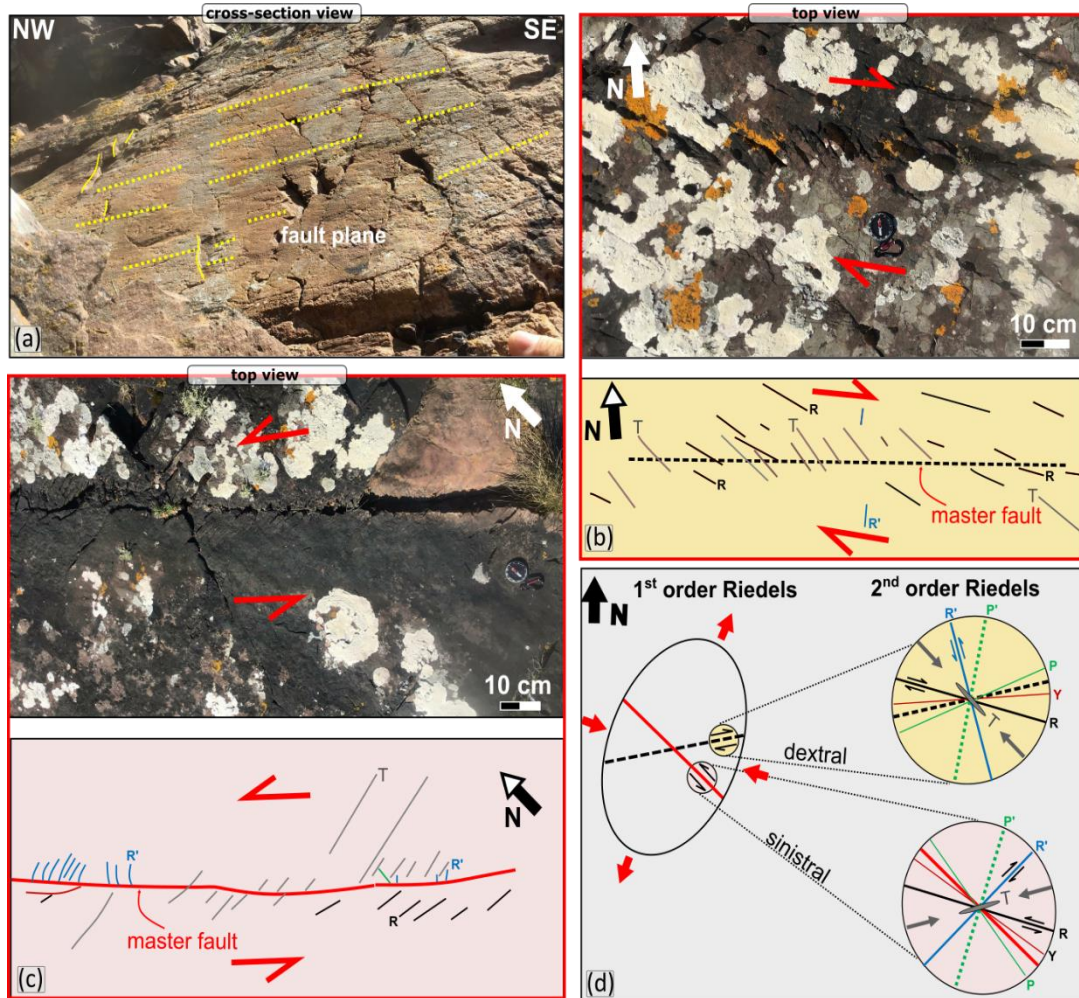 cross-section view
NW
SE
fault plane
(a)
top view
N
10 cm
N
R
T
T
R
R
T
R'
master fault
(b)
top view
N
10 cm
N
T
R'
R'
R
master fault
(c)
N
1st order Riedels
2nd order Riedels
R'
P'
P
Y
R
T
dextral
sinistral
P'
R'
T
R
Y
P
(d)